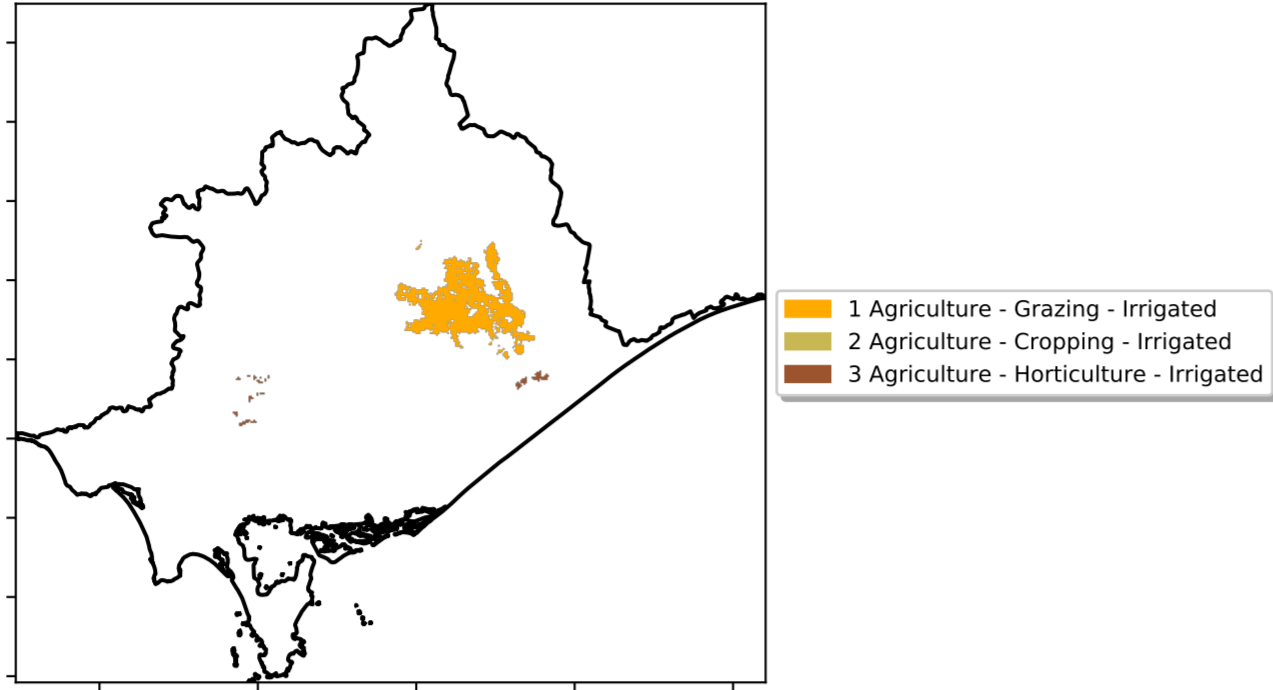 1 Agriculture - Grazing - Irrigated
2 Agriculture - Cropping - Irrigated
3 Agriculture - Horticulture - Irrigated